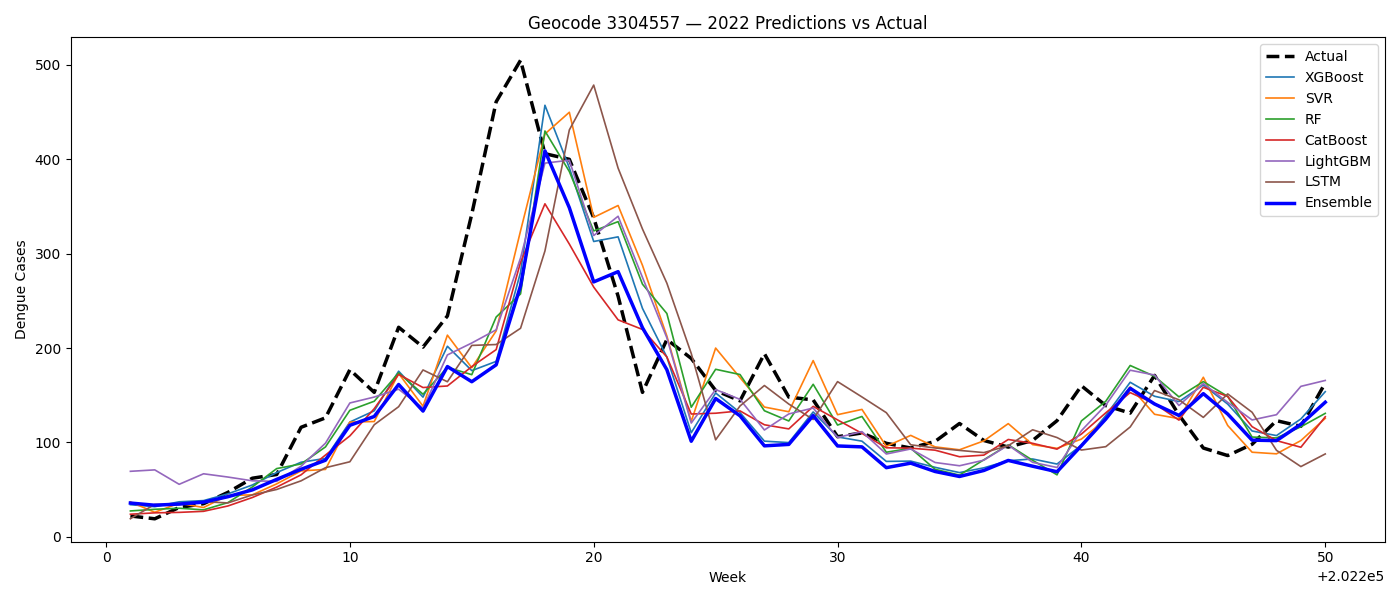 Geocode 3304557 — 2022 Predictions vs Actual
Dengue Cases
500
400
300
200
100
0
Actual
XGBoost
SVR
RF
CatBoost
LightGBM
LSTM
Ensemble
0 10 20 30 40 50
Week
+2.022e5